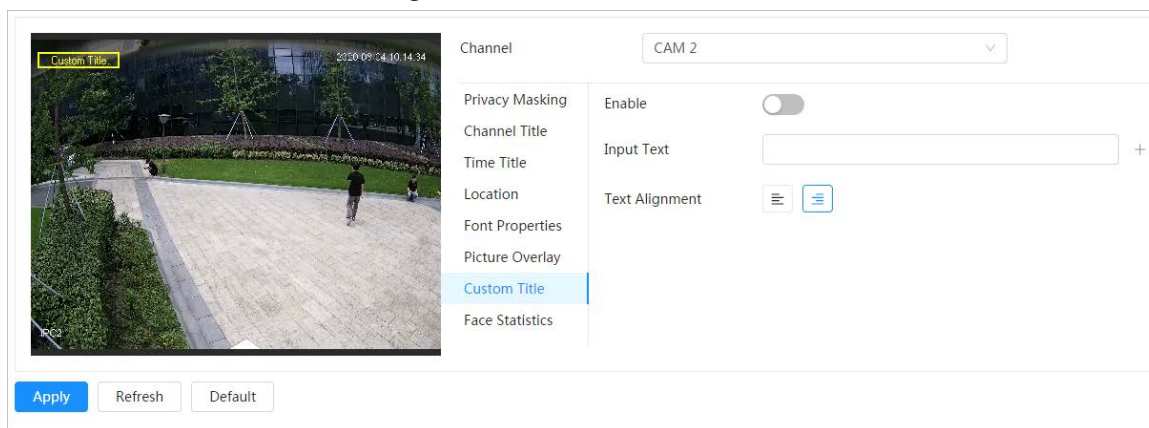 Custom Title
2020-09-04 10:14:34
IPC2
Channel
CAM 2
Privacy Masking
Channel Title
Time Title
Location
Font Properties
Picture Overlay
Custom Title
Face Statistics
Enable
Input Text
+
Text Alignment
Apply
Refresh
Default